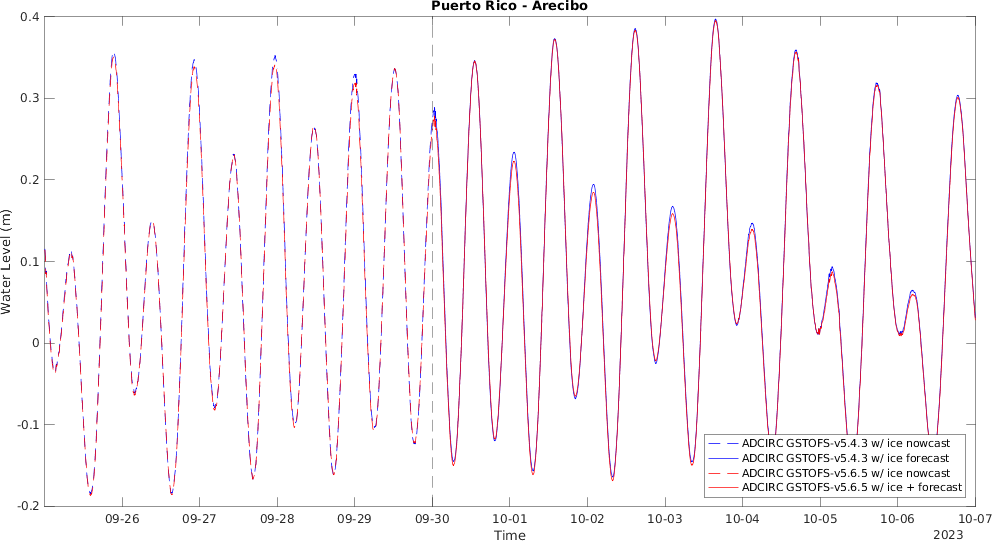 Puerto Rico - Arecibo
0.4
0.3
0.2
0.1
0
-0.1
-0.2
Water Level (m)
ADCIRC GSTOFS-v5.4.3 w/ ice nowcast
ADCIRC GSTOFS-v5.4.3 w/ ice forecast
ADCIRC GSTOFS-v5.6.5 w/ ice nowcast
ADCIRC GSTOFS-v5.6.5 w/ ice + forecast
09-26 09-27 09-28 09-29 09-30 10-01 10-02 10-03 10-04 10-05 10-06 10-07
Time
2023